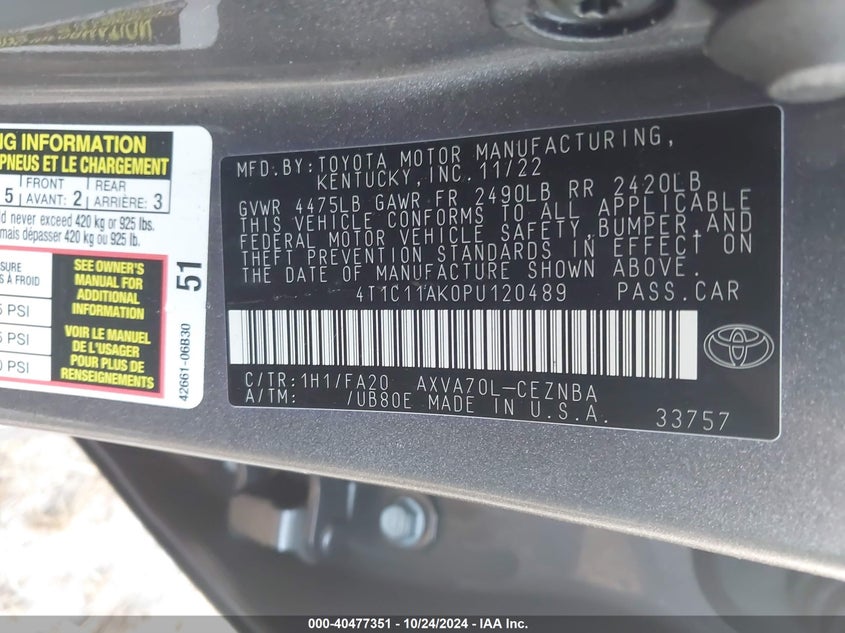 NG INFORMATION
PNEUS ET LE CHARGEMENT
5 FRONT REAR
AVANT: 2 ARRIÈRE: 3
ld never exceed 420 kg or 925 lbs.
mais dépasser 420 kg ou 925 lb.
SURE
S À FROID
SEE OWNER'S
MANUAL FOR
ADDITIONAL
INFORMATION
PSI
5 PSI
0 PSI
VOIR LE MANUEL
DE L'USAGER
POUR PLUS DE
RENSEIGNEMENTS
51
42661-06B30
MFD.BY:TOYOTA MOTOR MANUFACTURING,
KENTUCKY,INC.11/22
GVWR 4475LB GAWR FR 2490LB RR 2420LB
THIS VEHICLE CONFORMS TO ALL APPLICABLE
FEDERAL MOTOR VEHICLE SAFETY,BUMPER,AND
THEFT PREVENTION STANDARDS IN EFFECT ON
THE DATE OF MANUFACTURE SHOWN ABOVE.
4T1C11AK0PU120489 PASS.CAR
C/TR:1H1/FA20 AXVA70L-CEZNBA
A/TM: /UB80E MADE IN U.S.A.
33757
000-40477351 - 10/24/2024 - IAA Inc.